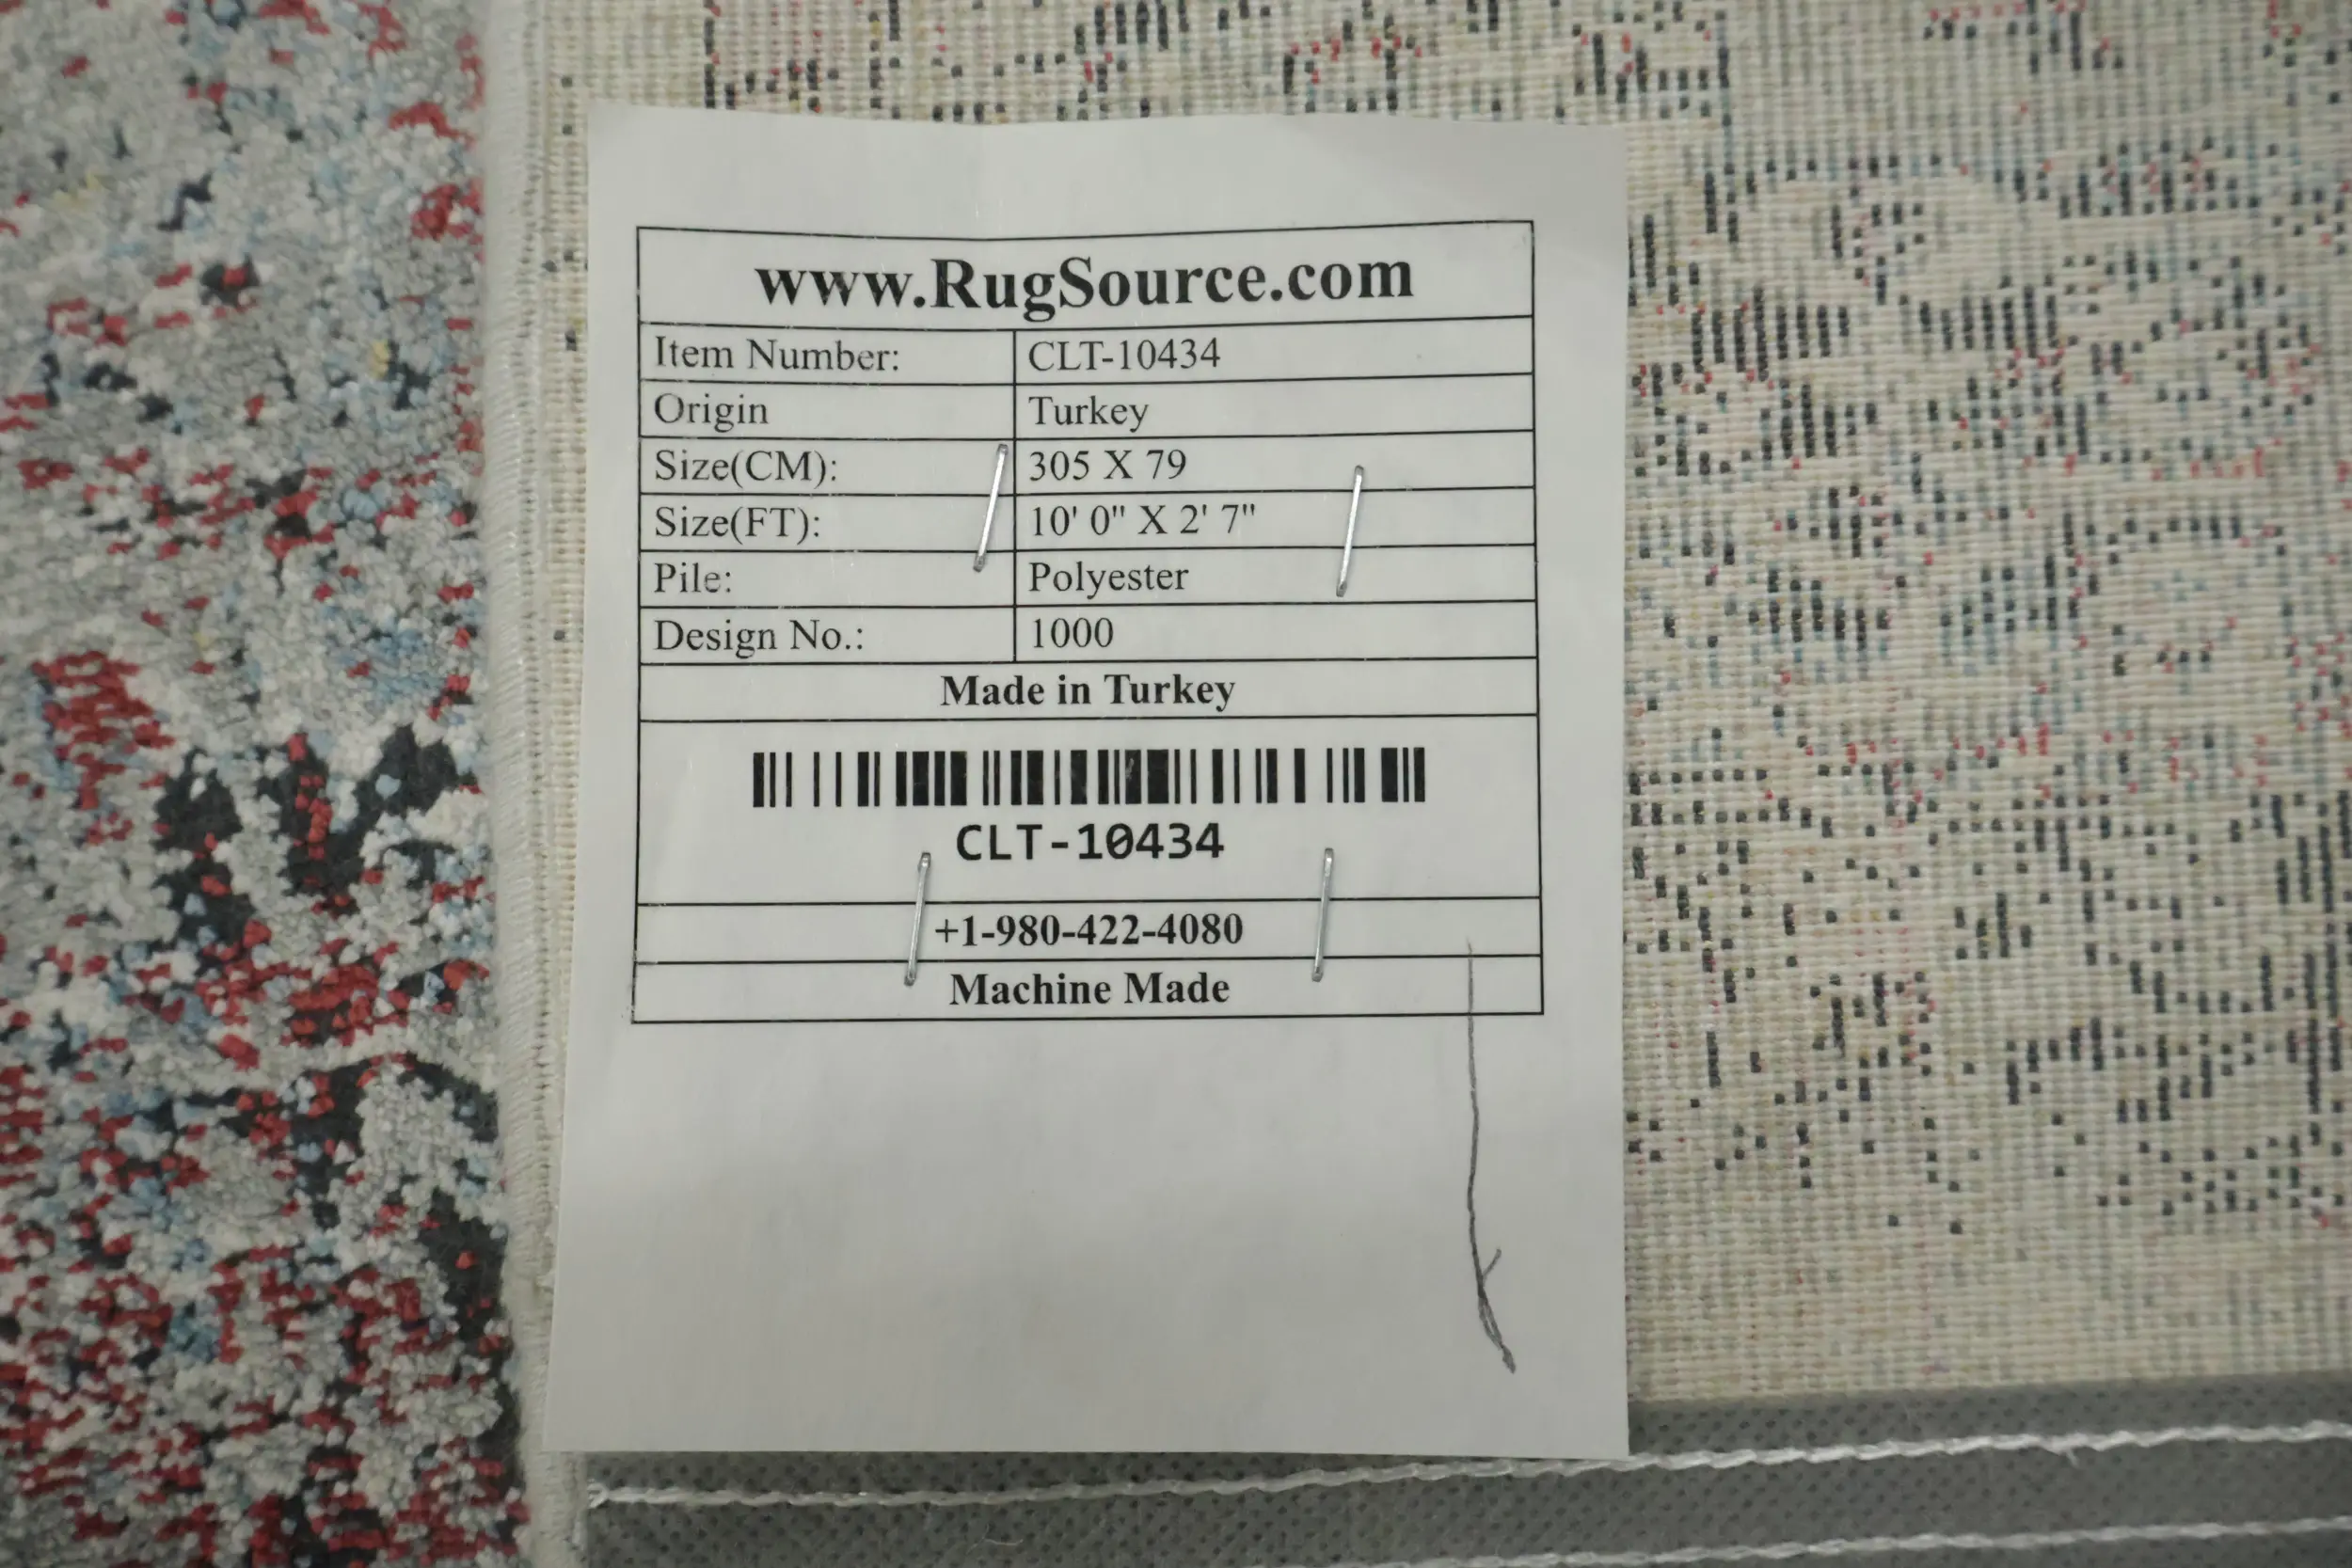 www.RugSource.com
Item Number: CLT-10434
Origin Turkey
Size(CM): 305 X 79
Size(FT): 10' 0" X 2' 7"
Pile: Polyester
Design No.: 1000
Made in Turkey
CLT-10434
+1-980-422-4080
Machine Made